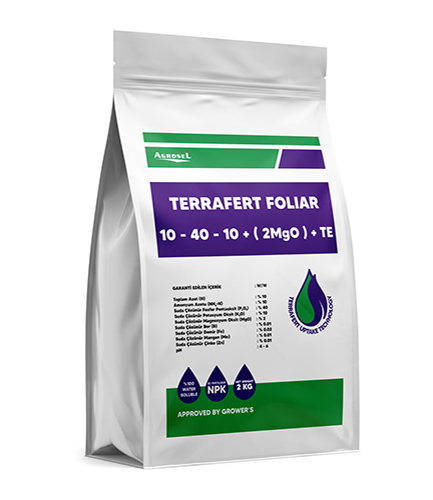 AGROSEL
TERRAFERT FOLIAR
10 - 40 - 10 + ( 2MgO ) + TE
GARANTİ EDİLEN İÇERİK : W/W
Toplam Azot (N) : % 10
Amonyum Azotu (NH₄-N) : % 10
Suda Çözünür Fosfor Pentaoksit (P₂O₅) : % 40
Suda Çözünür Potasyum Oksit (K₂O) : % 10
Suda Çözünür Magnezyum Oksit (MgO) : % 2
Suda Çözünür Bor (B) : % 0.01
Suda Çözünür Demir (Fe) : % 0.02
Suda Çözünür Mangan (Mn) : % 0.01
Suda Çözünür Çinko (Zn) : % 0.01
pH : 4 - 6
TERRAFERT UPTAKE TECHNOLOGY
%100
WATER
SOLUBLE
NPK
NET WEIGHT
2 KG
APPROVED BY GROWER'S